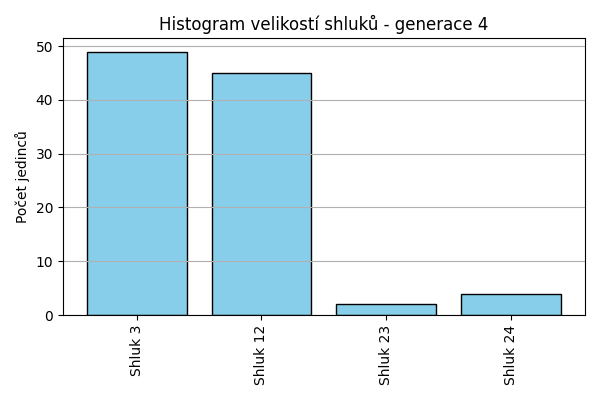 Histogram velikostí shluků - generace 4
Počet jedinců
50
40
30
20
10
0
Shluk 3
Shluk 12
Shluk 23
Shluk 24